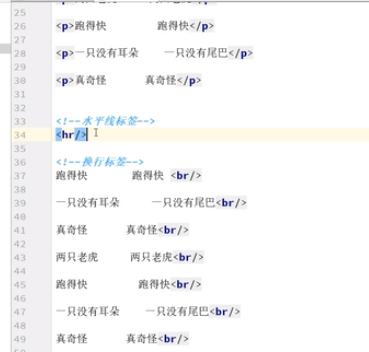 25
26 <p>跑得快 跑得快</p>
27
28 <p>一只没有耳朵 一只没有尾巴</p>
29
30 <p>真奇怪 真奇怪</p>
31
32
33 <!--水平线标签-->
34 <hr/>
35
36 <!--换行标签-->
37 跑得快 跑得快 <br/>
38
39 一只没有耳朵 一只没有尾巴<br/>
40
41 真奇怪 真奇怪<br/>
42
43 两只老虎 两只老虎<br/>
44
45 跑得快 跑得快<br/>
46
47 一只没有耳朵 一只没有尾巴<br/>
48
49 真奇怪 真奇怪<br/>